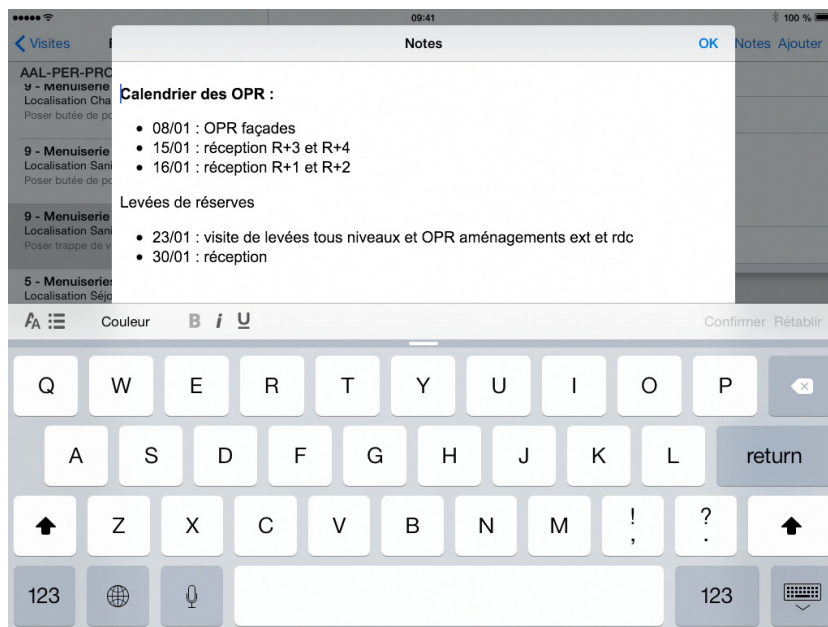 09:41
100 %
Visites
Notes
OK
Notes Ajouter
AAL-PER-PRO
9 - Menuiserie
Localisation Cha
Poser butée de po
9 - Menuiserie
Localisation Sani
Poser butée de po
9 - Menuiserie
Localisation Sani
Poser trappe de v
5 - Menuiseries
Localisation Séjo
Calendrier des OPR :
• 08/01 : OPR façades
• 15/01 : réception R+3 et R+4
• 16/01 : réception R+1 et R+2
Levées de réserves
• 23/01 : visite de levées tous niveaux et OPR aménagements ext et rdc
• 30/01 : réception
AA Couleur B i U Confirmer Rétablir
Q W E R T Y U I O P
A S D F G H J K L return
Z X C V B N M ! , ? .
123 123